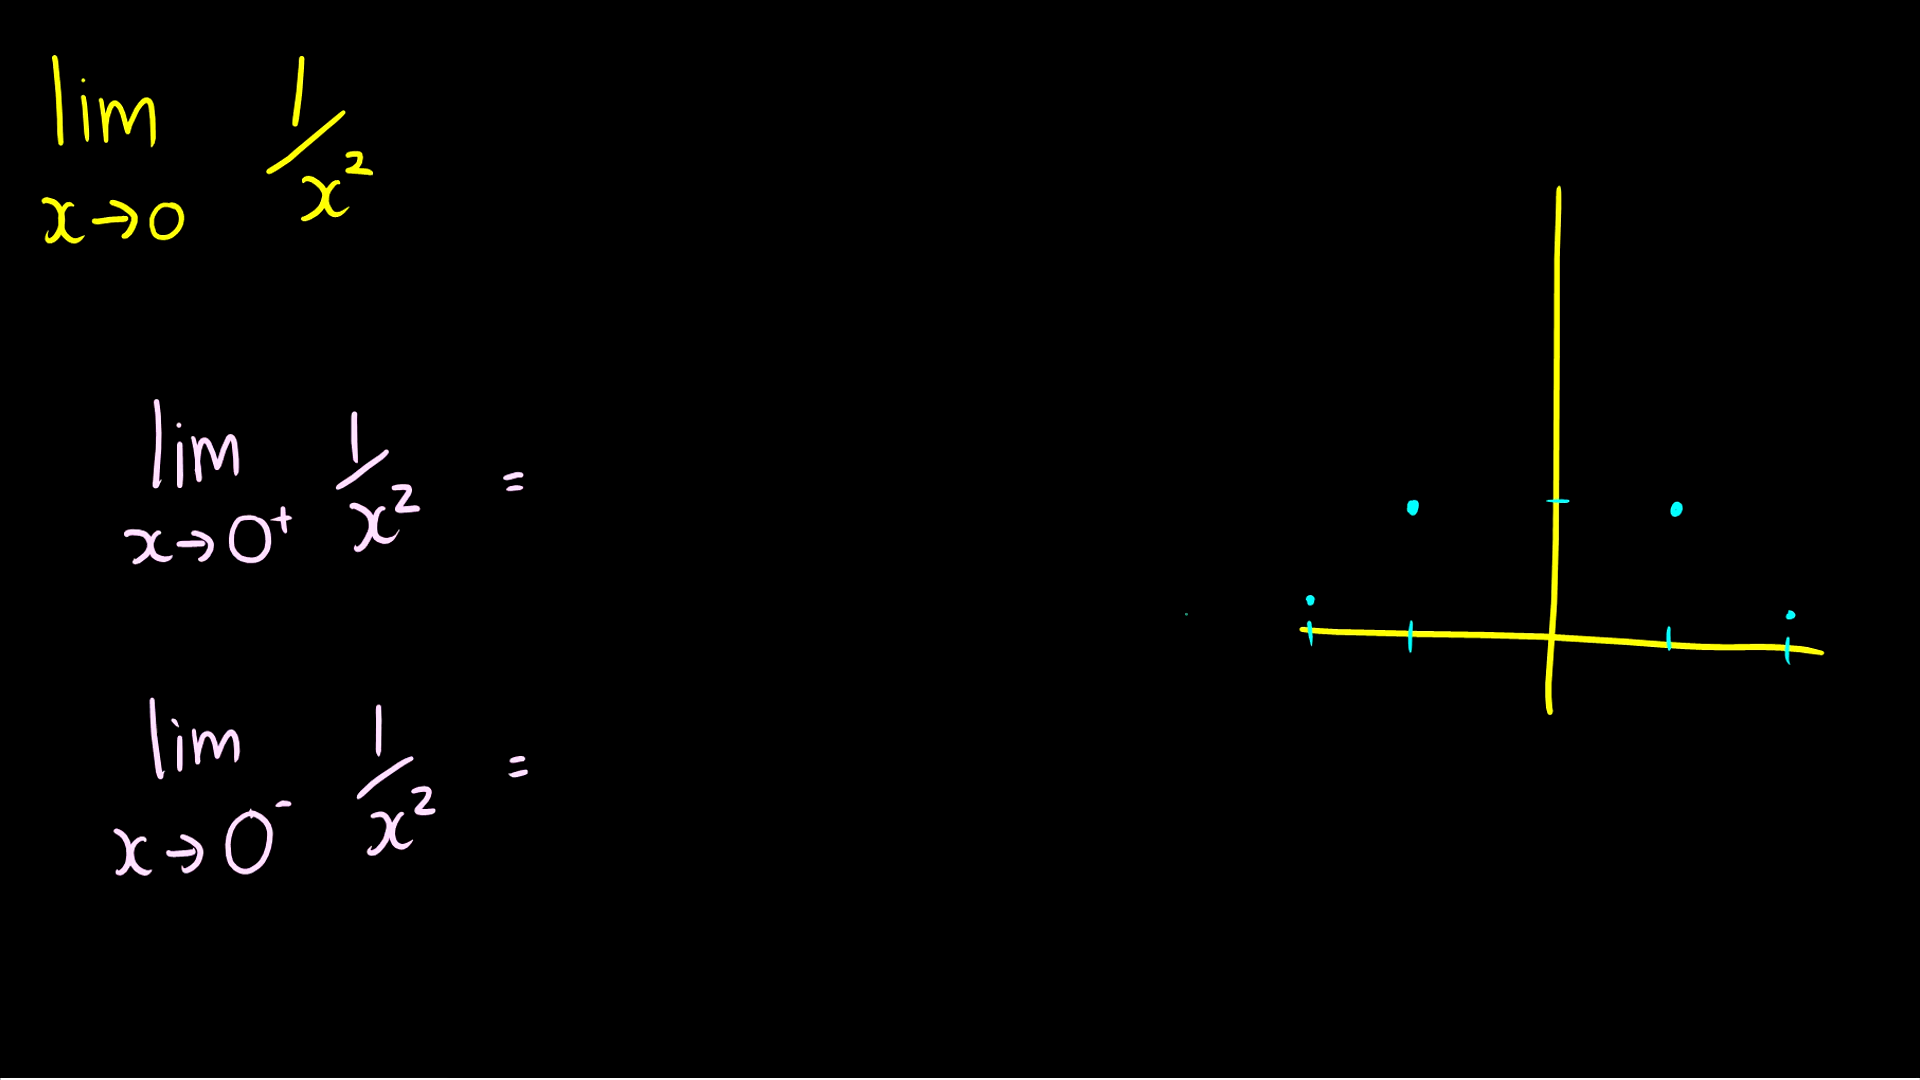 lim 1/x²
x→0
lim 1/x² =
x→0⁺
lim 1/x² =
x→0⁻